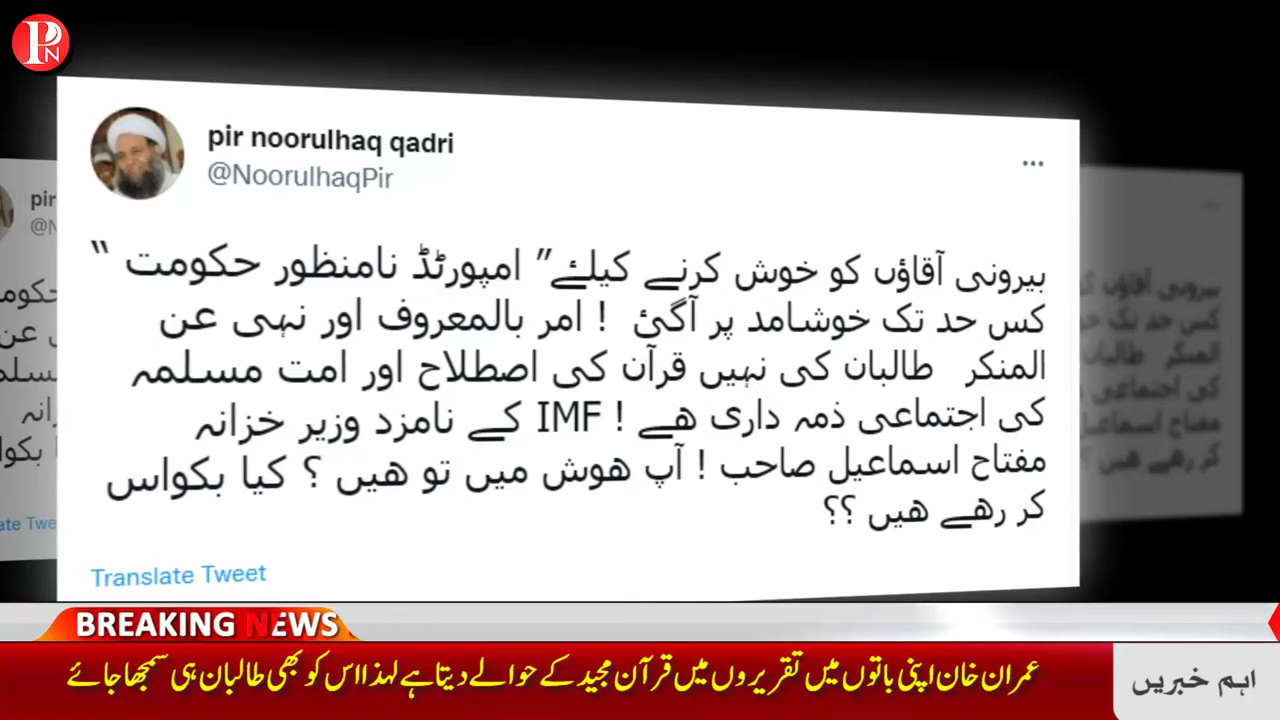 PN
pir noorulhaq qadri
@NoorulhaqPir
بیرونی آقاؤں کو خوش کرنے کیلئے” امپورٹڈ نامنظور حکومت “
کس حد تک خوشامد پر آگئ ! امر بالمعروف اور نہی عن
المنکر طالبان کی نہیں قرآن کی اصطلاح اور امت مسلمہ
کی اجتماعی ذمہ داری ھے ! IMF کے نامزد وزیر خزانہ
مفتاح اسماعیل صاحب ! آپ ھوش میں تو ھیں ؟ کیا بکواس
کر رھے ھیں ؟؟
Translate Tweet
BREAKING NEWS
عمران خان اپنی باتوں میں تقریروں میں قرآن مجید کے حوالے دیتا ہے لہذا اس کو بھی طالبان ہی سمجھا جائے
اہم خبریں